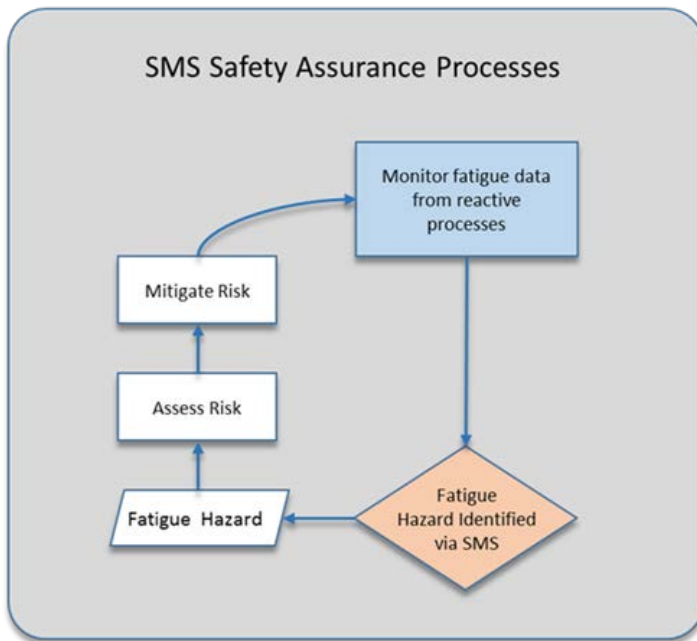 SMS Safety Assurance Processes
Monitor fatigue data
from reactive
processes
Mitigate Risk
Assess Risk
Fatigue Hazard
Fatigue
Hazard Identified
via SMS